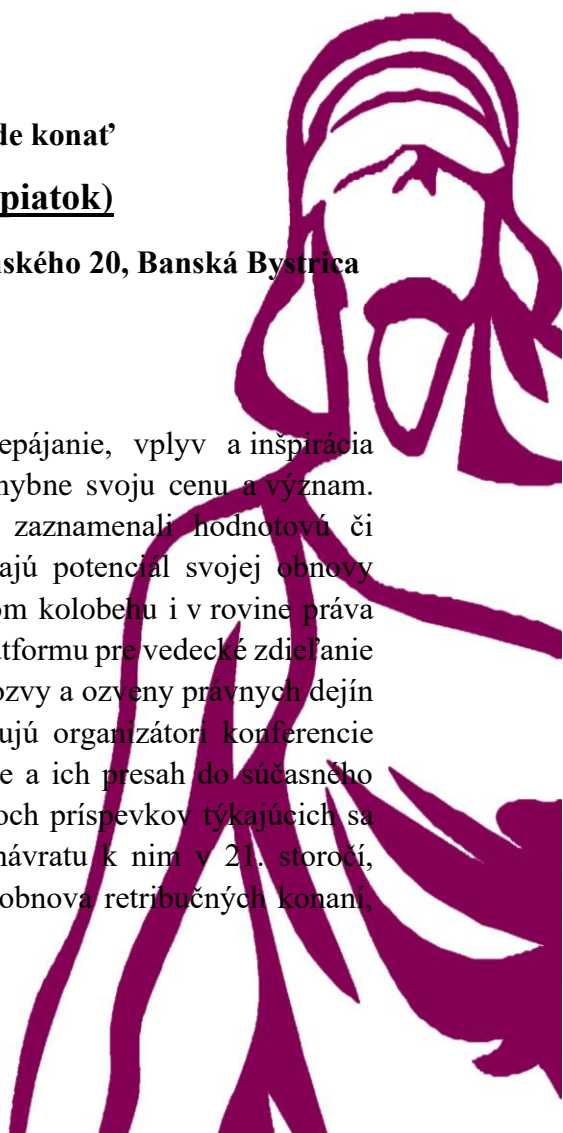 de konať
piatok)
ského 20, Banská Bystrica
epájanie, vplyv a inšpirácia
hybne svoju cenu a význam.
zaznamenali hodnotovú či
ajú potenciál svojej obnovy
om kolobehu i v rovine práva
atformu pre vedecké zdieľanie
ozvy a ozveny právnych dejín
ujú organizátori konferencie
e a ich presah do súčasného
och príspevkov týkajúcich sa
návratu k nim v 21. storočí,
obnova retribučných konaní,